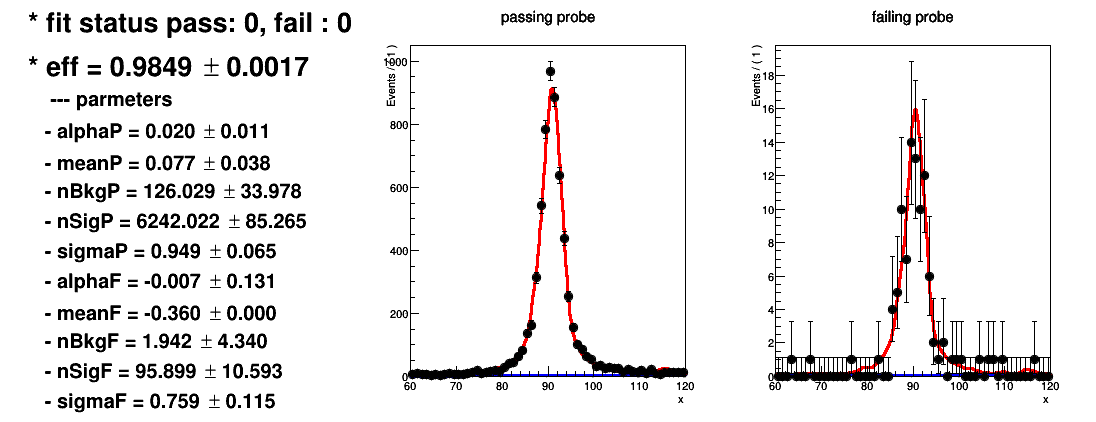 * fit status pass: 0, fail : 0
* eff = 0.9849 ± 0.0017
--- parmeters
- alphaP = 0.020 ± 0.011
- meanP = 0.077 ± 0.038
- nBkgP = 126.029 ± 33.978
- nSigP = 6242.022 ± 85.265
- sigmaP = 0.949 ± 0.065
- alphaF = -0.007 ± 0.131
- meanF = -0.360 ± 0.000
- nBkgF = 1.942 ± 4.340
- nSigF = 95.899 ± 10.593
- sigmaF = 0.759 ± 0.115
passing probe
Events / ( 1 )
1000
800
600
400
200
0
60 70 80 90 100 110 120
x
failing probe
Events / ( 1 )
18
16
14
12
10
8
6
4
2
0
60 70 80 90 100 110 120
x